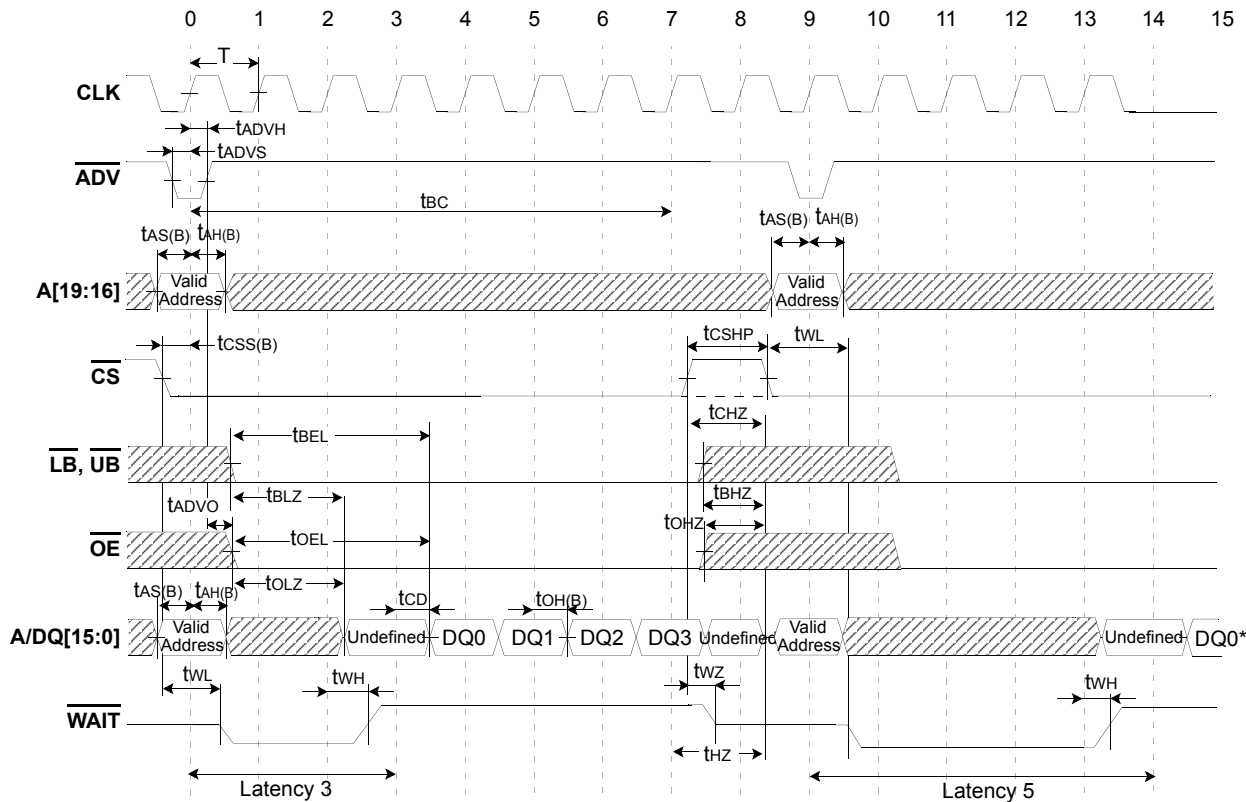 0 1 2 3 4 5 6 7 8 9 10 11 12 13 14 15
T
CLK
tADVH
tADVS
ADV
tBC
tAS(B) tAH(B) tAS(B) tAH(B)
A[19:16] Valid Address Valid Address
tCSHP tWL
tCSS(B)
CS
tCHZ
tBEL
LB, UB
tBLZ tBHZ
tADVO
tOEL tOHZ
OE
tOLZ
tAS(B) tAH(B) tCD tOH(B)
A/DQ[15:0] Valid Address Undefined DQ0 DQ1 DQ2 DQ3 Undefined Valid Address Undefined DQ0*
tWL tWH tWZ tWH
WAIT
tHZ
Latency 3 Latency 5